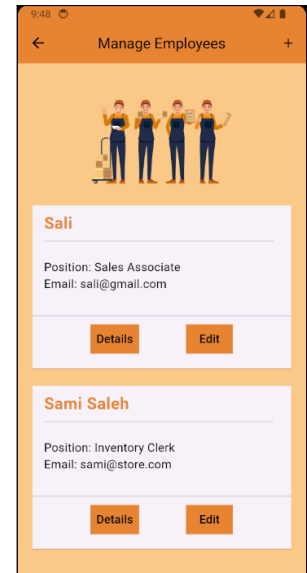 9:48
Manage Employees
+
Sali
Position: Sales Associate
Email: sali@gmail.com
Details Edit
Sami Saleh
Position: Inventory Clerk
Email: sami@store.com
Details Edit